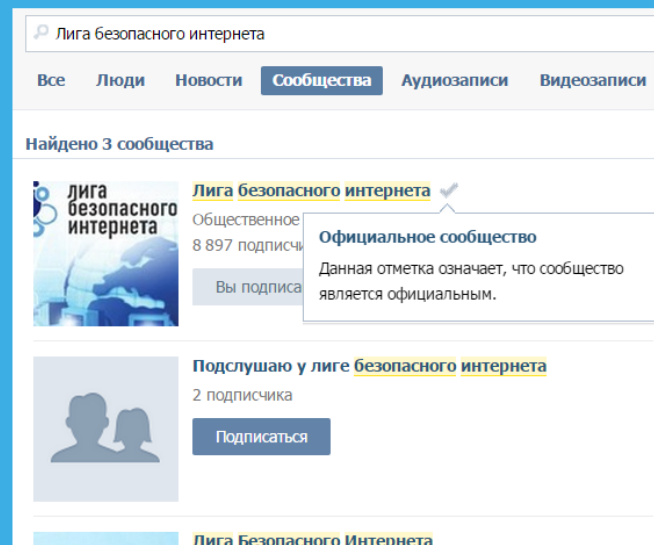 Лига безопасного интернета
Все Люди Новости Сообщества Аудиозаписи Видеозаписи
Найдено 3 сообщества
лига
безопасного
интернета
Лига безопасного интернета
Общественное
8 897
Вы
Официальное сообщество
Данная отметка означает, что сообщество
является официальным.
Подслушаю у лиге безопасного интернета
2 подписчика
Подписаться
Лига Безопасного Интернета